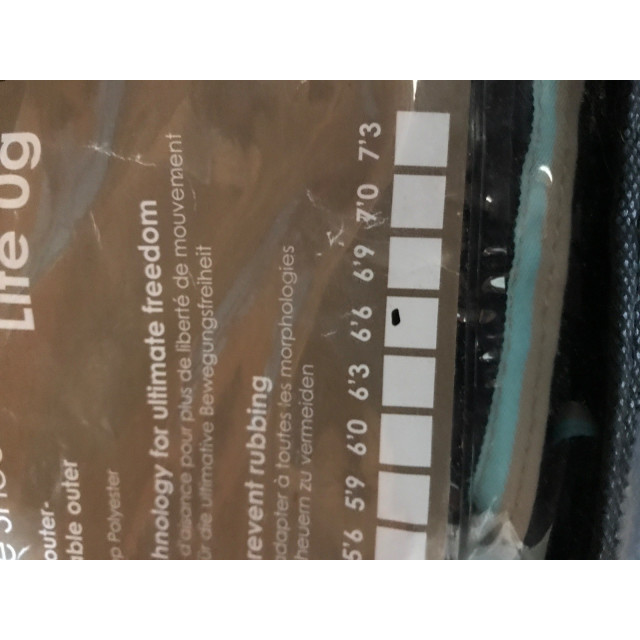 Life 0g
outer-
able outer
p Polyester
hnology for ultimate freedom
d'aisance pour plus de liberté de mouvement
ür die ultimative Bewegungsfreiheit
revent rubbing
adapter à toutes les morphologies
heuern zu vermeiden
5'6 5'9 6'0 6'3 6'6 6'9 7'0 7'3